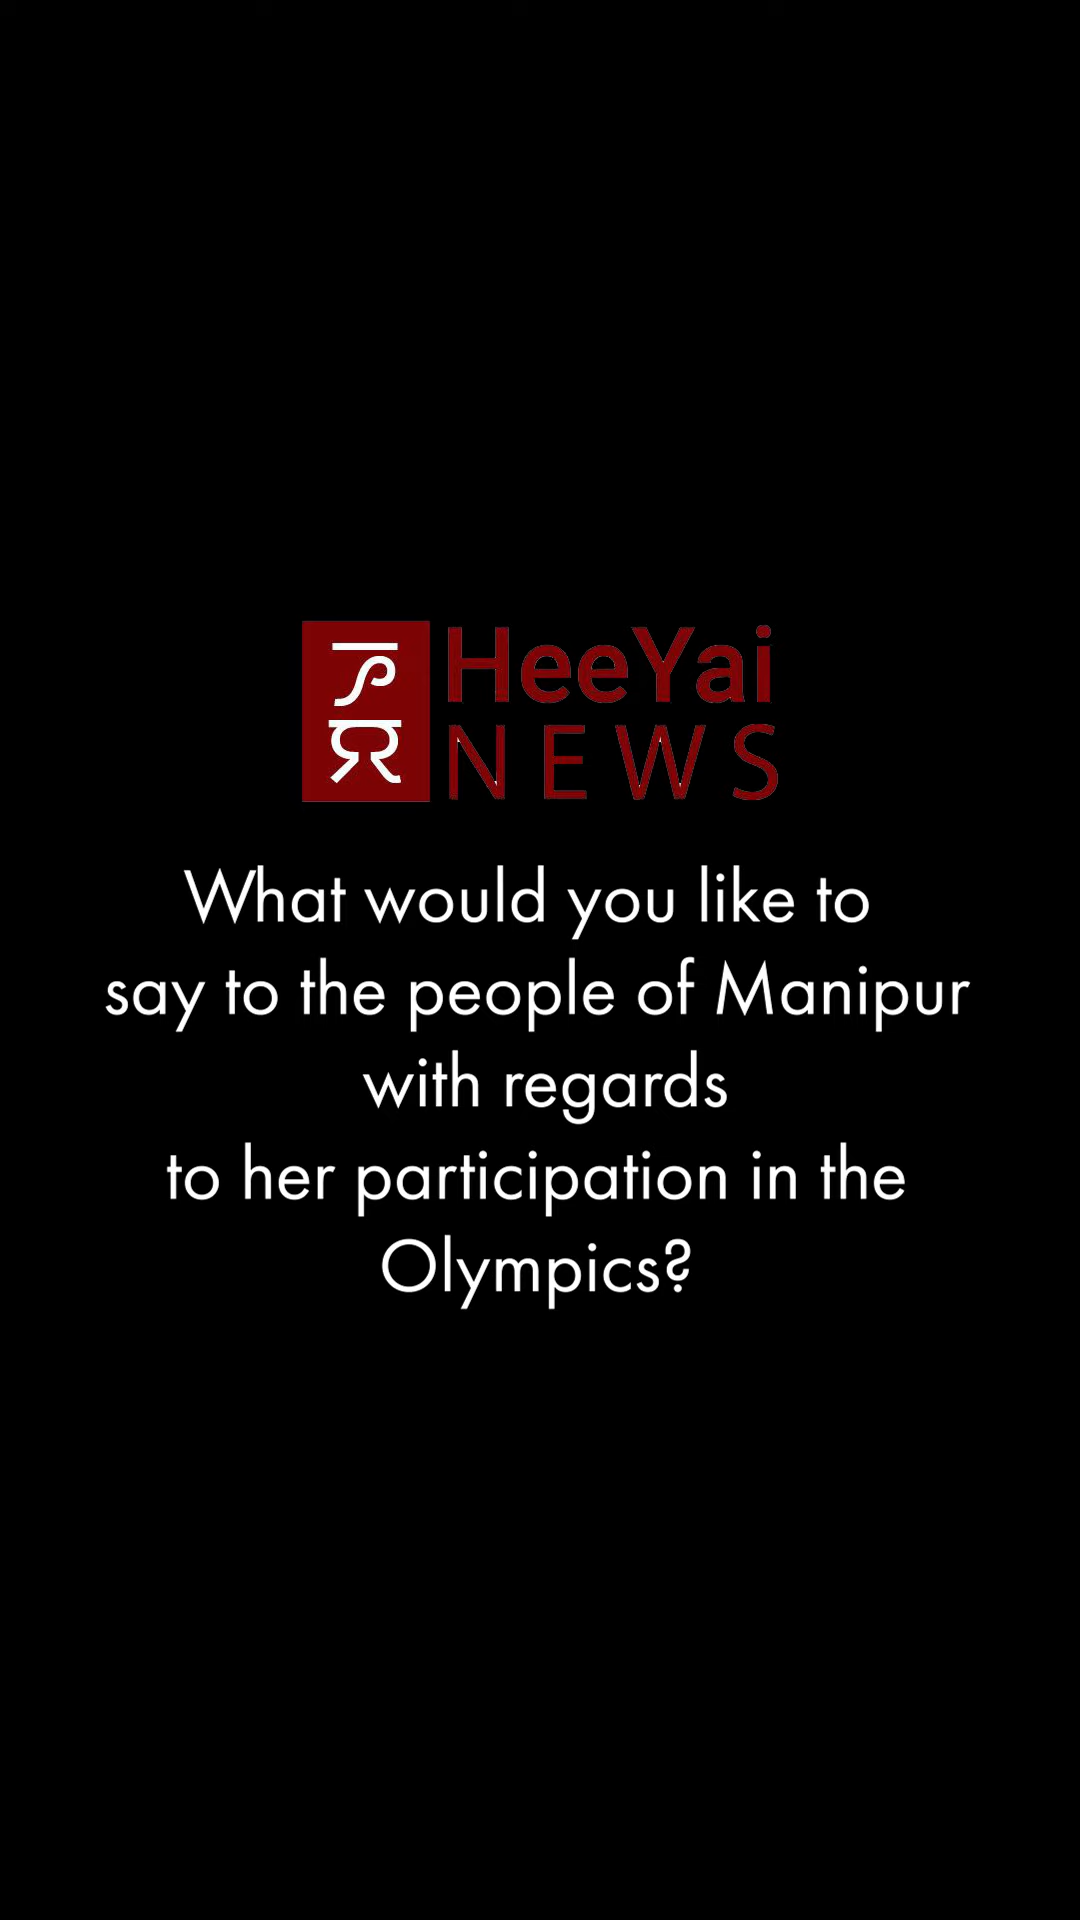 HeeYai
NEWS
What would you like to
say to the people of Manipur
with regards
to her participation in the
Olympics?